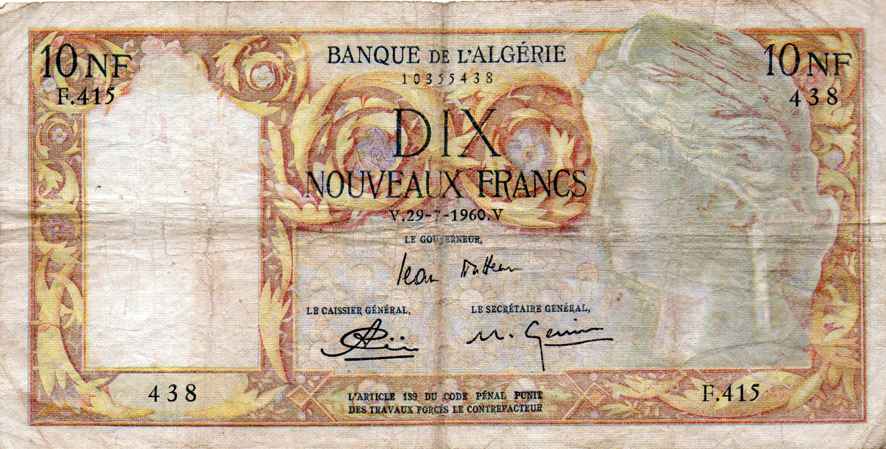 10 NF
BANQUE DE L'ALGÉRIE
10 NF
F.415
10355438
438
DIX
NOUVEAUX FRANCS
V.29-7-1960.V
LE GOUVERNEUR,
Jean
LE CAISSIER GÉNÉRAL,
LE SECRÉTAIRE GÉNÉRAL,
438
F.415
L'ARTICLE 139 DU CODE PÉNAL PUNIT
DES TRAVAUX FORCÉS LE CONTREFACTEUR